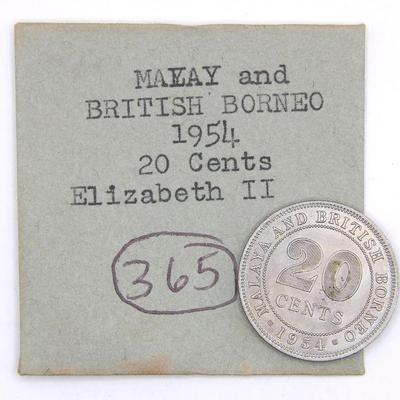 MALAY and
BRITISH BORNEO
1954
20 Cents
Elizabeth II
365
MALAYA AND BRITISH BORNEO
20
CENTS
1954